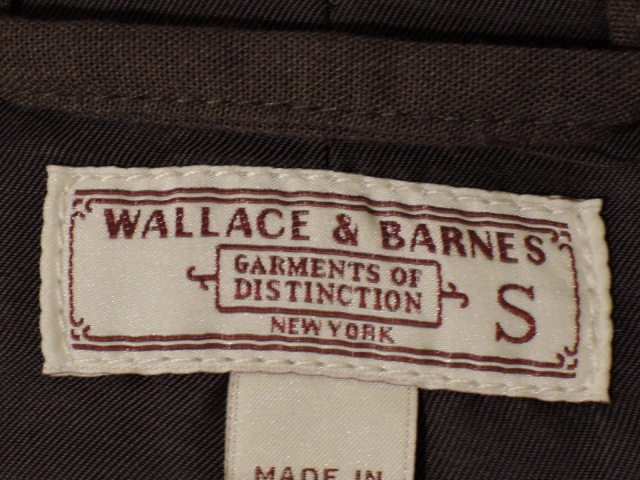 WALLACE & BARNES
GARMENTS OF
DISTINCTION
NEW YORK
S
MADE IN